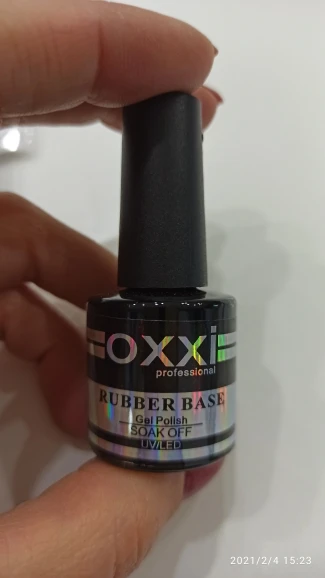 OXXI
professional
RUBBER BASE
Gel Polish
SOAK OFF
UV/LED
2021/2/4 15:23